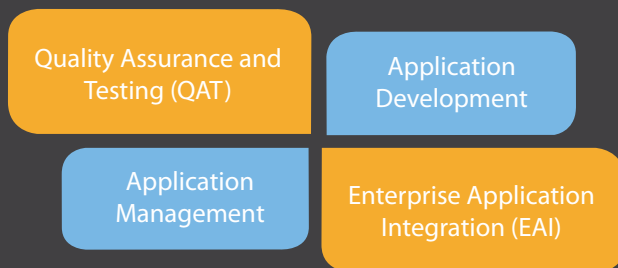 Quality Assurance and
Testing (QAT)
Application
Development
Application
Management
Enterprise Application
Integration (EAI)